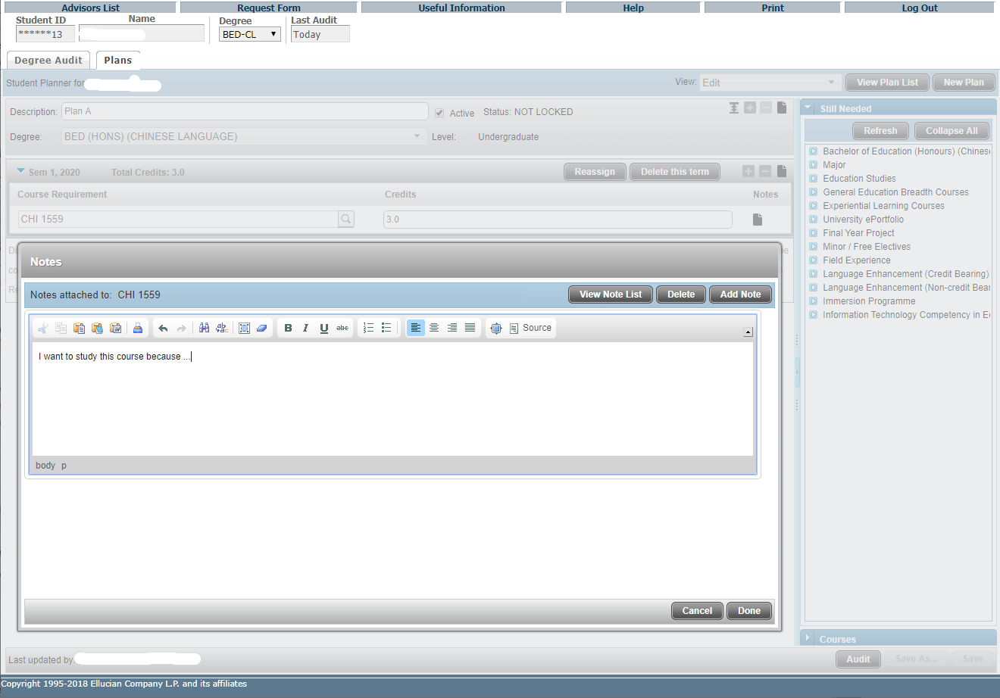 Advisors List Request Form Useful Information Help Print Log Out
Student ID Name Degree Last Audit
******13 BED-CL Today
Degree Audit Plans
Student Planner for View: Edit View Plan List New Plan
Description: Plan A Active Status: NOT LOCKED
Degree: BED (HONS) (CHINESE LANGUAGE) Level: Undergraduate
Sem 1, 2020 Total Credits: 3.0 Reassign Delete this term
Course Requirement Credits Notes
CHI 1559 3.0
Notes
Notes attached to: CHI 1559 View Note List Delete Add Note
B I U abc Source
I want to study this course because ...
body p
Cancel Done
Still Needed
Refresh Collapse All
Bachelor of Education (Honours) (Chines
Major
Education Studies
General Education Breadth Courses
Experiential Learning Courses
University ePortfolio
Final Year Project
Minor / Free Electives
Field Experience
Language Enhancement (Credit Bearing)
Language Enhancement (Non-credit Bear
Immersion Programme
Information Technology Competency in E
Courses
Last updated by: Audit Save As... Save
Copyright 1995-2018 Ellucian Company L.P. and its affiliates